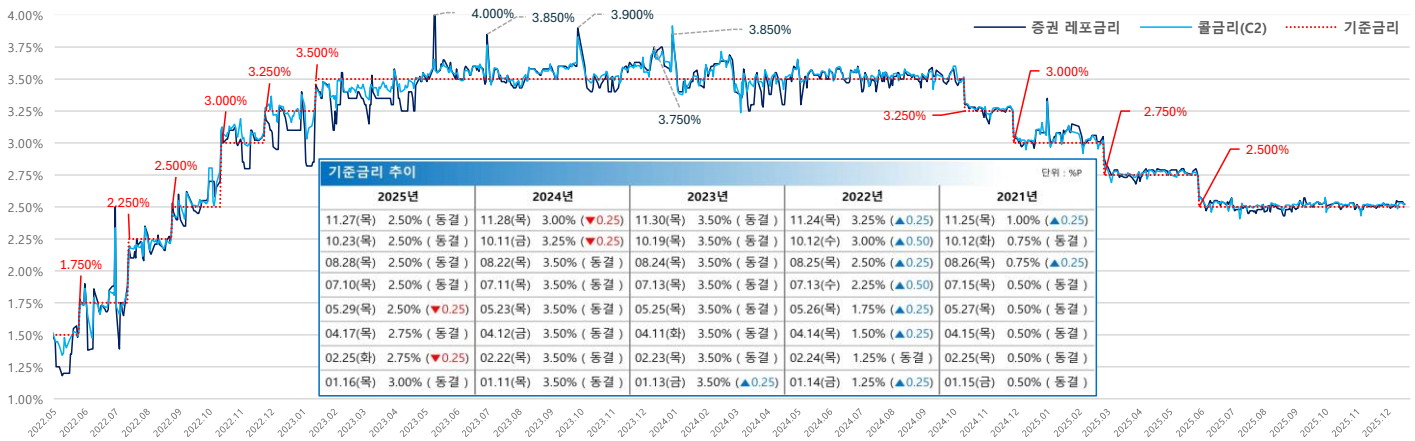 4.00%
3.75%
3.50%
3.25%
3.00%
2.75%
2.50%
2.25%
2.00%
1.75%
1.50%
1.25%
1.00%
증권 레포금리 콜금리(C2) 기준금리
1.750%
2.250%
2.500%
3.000%
3.250%
3.500%
4.000%
3.850%
3.900%
3.750%
3.850%
3.250%
3.000%
2.750%
2.500%
기준금리 추이 단위 : %P
2025년 2024년 2023년 2022년 2021년
11.27(목) 2.50% ( 동결 ) 11.28(목) 3.00% (▼0.25) 11.30(목) 3.50% ( 동결 ) 11.24(목) 3.25% (▲0.25) 11.25(목) 1.00% (▲0.25)
10.23(목) 2.50% ( 동결 ) 10.11(금) 3.25% (▼0.25) 10.19(목) 3.50% ( 동결 ) 10.12(수) 3.00% (▲0.50) 10.12(화) 0.75% ( 동결 )
08.28(목) 2.50% ( 동결 ) 08.22(목) 3.50% ( 동결 ) 08.24(목) 3.50% ( 동결 ) 08.25(목) 2.50% (▲0.25) 08.26(목) 0.75% (▲0.25)
07.10(목) 2.50% ( 동결 ) 07.11(목) 3.50% ( 동결 ) 07.13(목) 3.50% ( 동결 ) 07.13(수) 2.25% (▲0.50) 07.15(목) 0.50% ( 동결 )
05.29(목) 2.50% (▼0.25) 05.23(목) 3.50% ( 동결 ) 05.25(목) 3.50% ( 동결 ) 05.26(목) 1.75% (▲0.25) 05.27(목) 0.50% ( 동결 )
04.17(목) 2.75% ( 동결 ) 04.12(금) 3.50% ( 동결 ) 04.11(화) 3.50% ( 동결 ) 04.14(목) 1.50% (▲0.25) 04.15(목) 0.50% ( 동결 )
02.25(화) 2.75% (▼0.25) 02.22(목) 3.50% ( 동결 ) 02.23(목) 3.50% ( 동결 ) 02.24(목) 1.25% ( 동결 ) 02.25(목) 0.50% ( 동결 )
01.16(목) 3.00% ( 동결 ) 01.11(목) 3.50% ( 동결 ) 01.13(금) 3.50% (▲0.25) 01.14(금) 1.25% (▲0.25) 01.15(금) 0.50% ( 동결 )
2022.05 2022.06 2022.07 2022.08 2022.09 2022.10 2022.11 2022.12 2023.01 2023.02 2023.03 2023.04 2023.05 2023.06 2023.07 2023.08 2023.09 2023.10 2023.11 2023.12 2024.01 2024.02 2024.03 2024.04 2024.05 2024.06 2024.07 2024.08 2024.09 2024.10 2024.11 2024.12 2025.01 2025.02 2025.03 2025.04 2025.05 2025.06 2025.07 2025.08 2025.09 2025.10 2025.11 2025.12